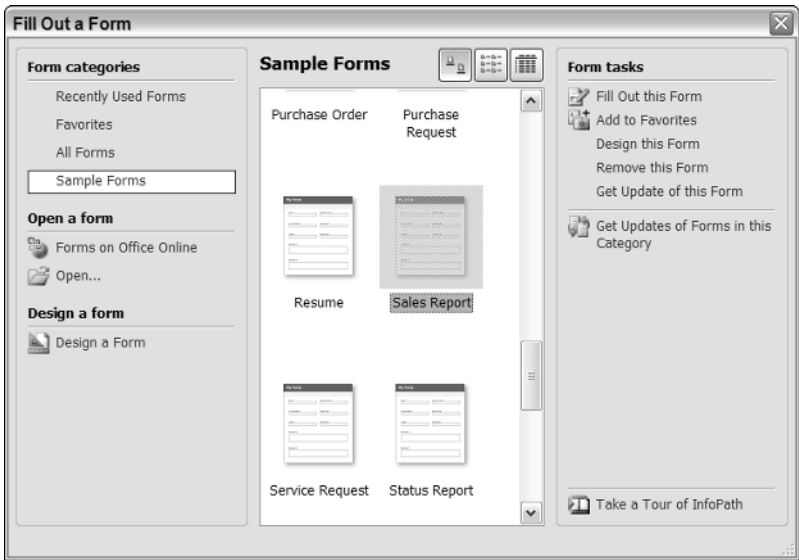 Fill Out a Form
Form categories
Recently Used Forms
Favorites
All Forms
Sample Forms
Open a form
Forms on Office Online
Open...
Design a form
Design a Form
Sample Forms
Purchase Order
Purchase
Request
Resume
Sales Report
Service Request
Status Report
Form tasks
Fill Out this Form
Add to Favorites
Design this Form
Remove this Form
Get Update of this Form
Get Updates of Forms in this
Category
Take a Tour of InfoPath